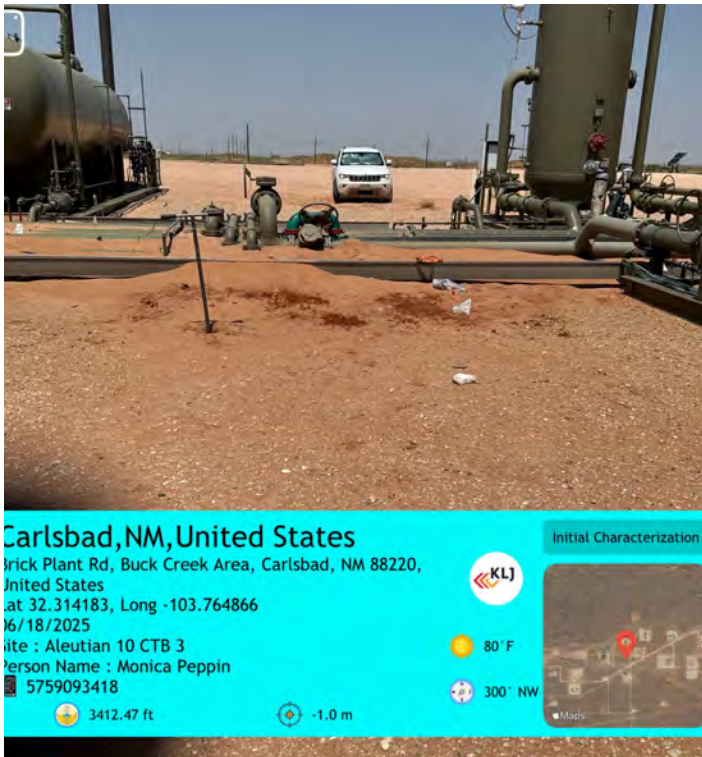 Carlsbad,NM,United States
Brick Plant Rd, Buck Creek Area, Carlsbad, NM 88220,
United States
Lat 32.314183, Long -103.764866
06/18/2025
Site : Aleutian 10 CTB 3
Person Name : Monica Peppin
5759093418
3412.47 ft
-1.0 m
KLJ
80°F
300° NW
Initial Characterization
Maps